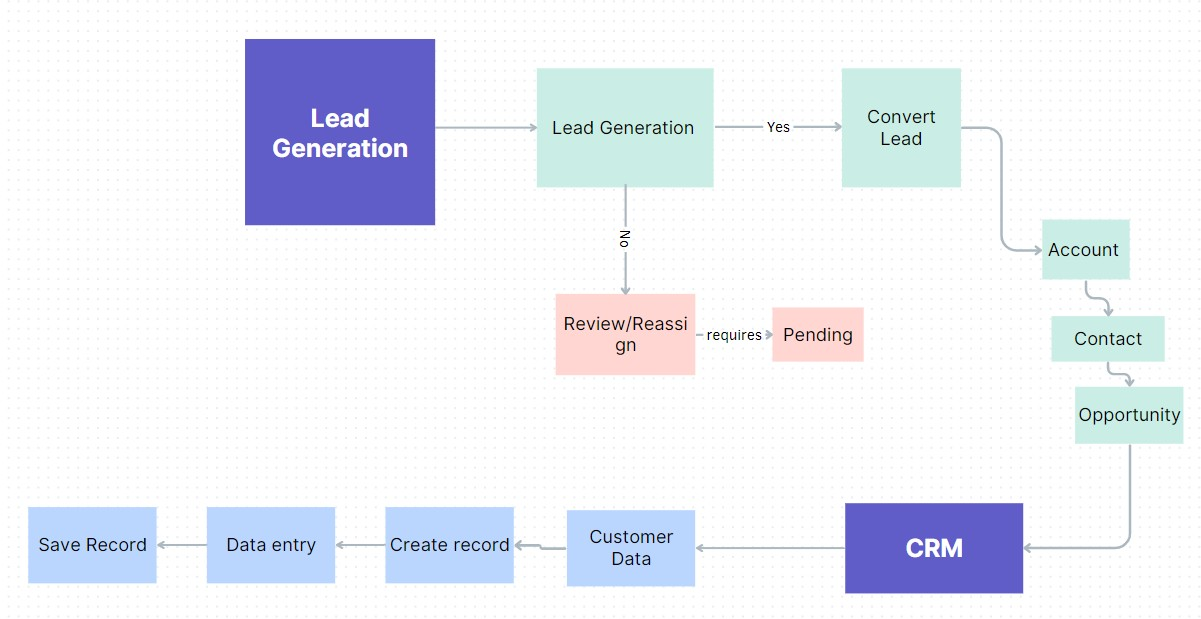 Lead
Generation
Lead Generation
Yes
Convert
Lead
No
Account
Review/Reassi
gn
requires
Pending
Contact
Opportunity
Save Record
Data entry
Create record
Customer
Data
CRM